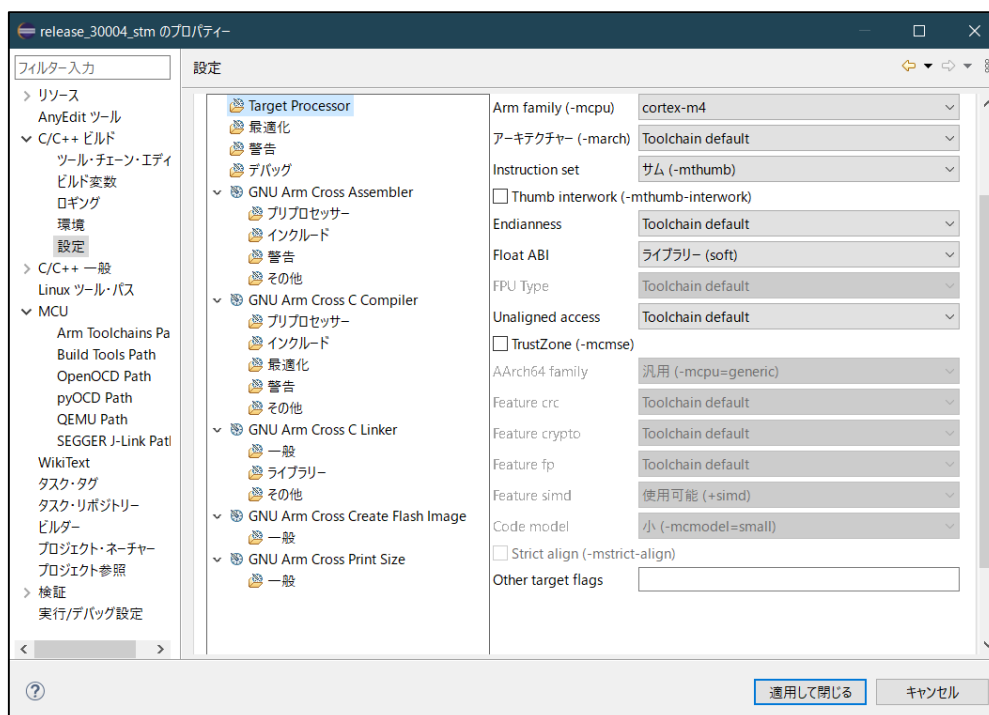 release_30004_stm のプロパティー
フィルター入力
設定
リソース
AnyEdit ツール
C/C++ ビルド
ツール・チェーン・エディ
ビルド変数
ロギング
環境
設定
C/C++ 一般
Linux ツール・パス
MCU
Arm Toolchains Pa
Build Tools Path
OpenOCD Path
pyOCD Path
QEMU Path
SEGGER J-Link Patl
WikiText
タスク・タグ
タスク・リポジトリー
ビルダー
プロジェクト・ネーチャー
プロジェクト参照
検証
実行/デバッグ設定
Target Processor
最適化
警告
デバッグ
GNU Arm Cross Assembler
プリプロセッサー
インクルード
警告
その他
GNU Arm Cross C Compiler
プリプロセッサー
インクルード
最適化
警告
その他
GNU Arm Cross C Linker
一般
ライブラリー
その他
GNU Arm Cross Create Flash Image
一般
GNU Arm Cross Print Size
一般
Arm family (-mcpu) cortex-m4
アーキテクチャー (-march) Toolchain default
Instruction set サム (-mthumb)
Thumb interwork (-mthumb-interwork)
Endianness Toolchain default
Float ABI ライブラリー (soft)
FPU Type Toolchain default
Unaligned access Toolchain default
TrustZone (-mcmse)
AArch64 family 汎用 (-mcpu=generic)
Feature crc Toolchain default
Feature crypto Toolchain default
Feature fp Toolchain default
Feature simd 使用可能 (+simd)
Code model 小 (-mcmodel=small)
Strict align (-mstrict-align)
Other target flags
適用して閉じる
キャンセル